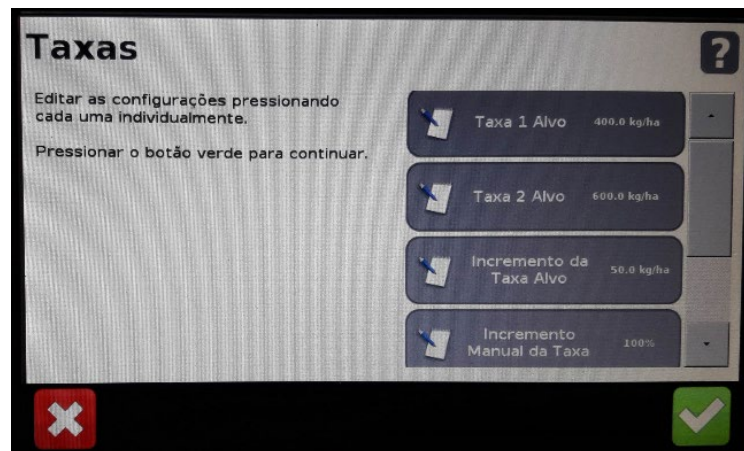 Taxas
?
Editar as configurações pressionando
cada uma individualmente.
Pressionar o botão verde para continuar.
Taxa 1 Alvo 400.0 kg/ha
Taxa 2 Alvo 600.0 kg/ha
Incremento da
Taxa Alvo 50.0 kg/ha
Incremento
Manual da Taxa 100%